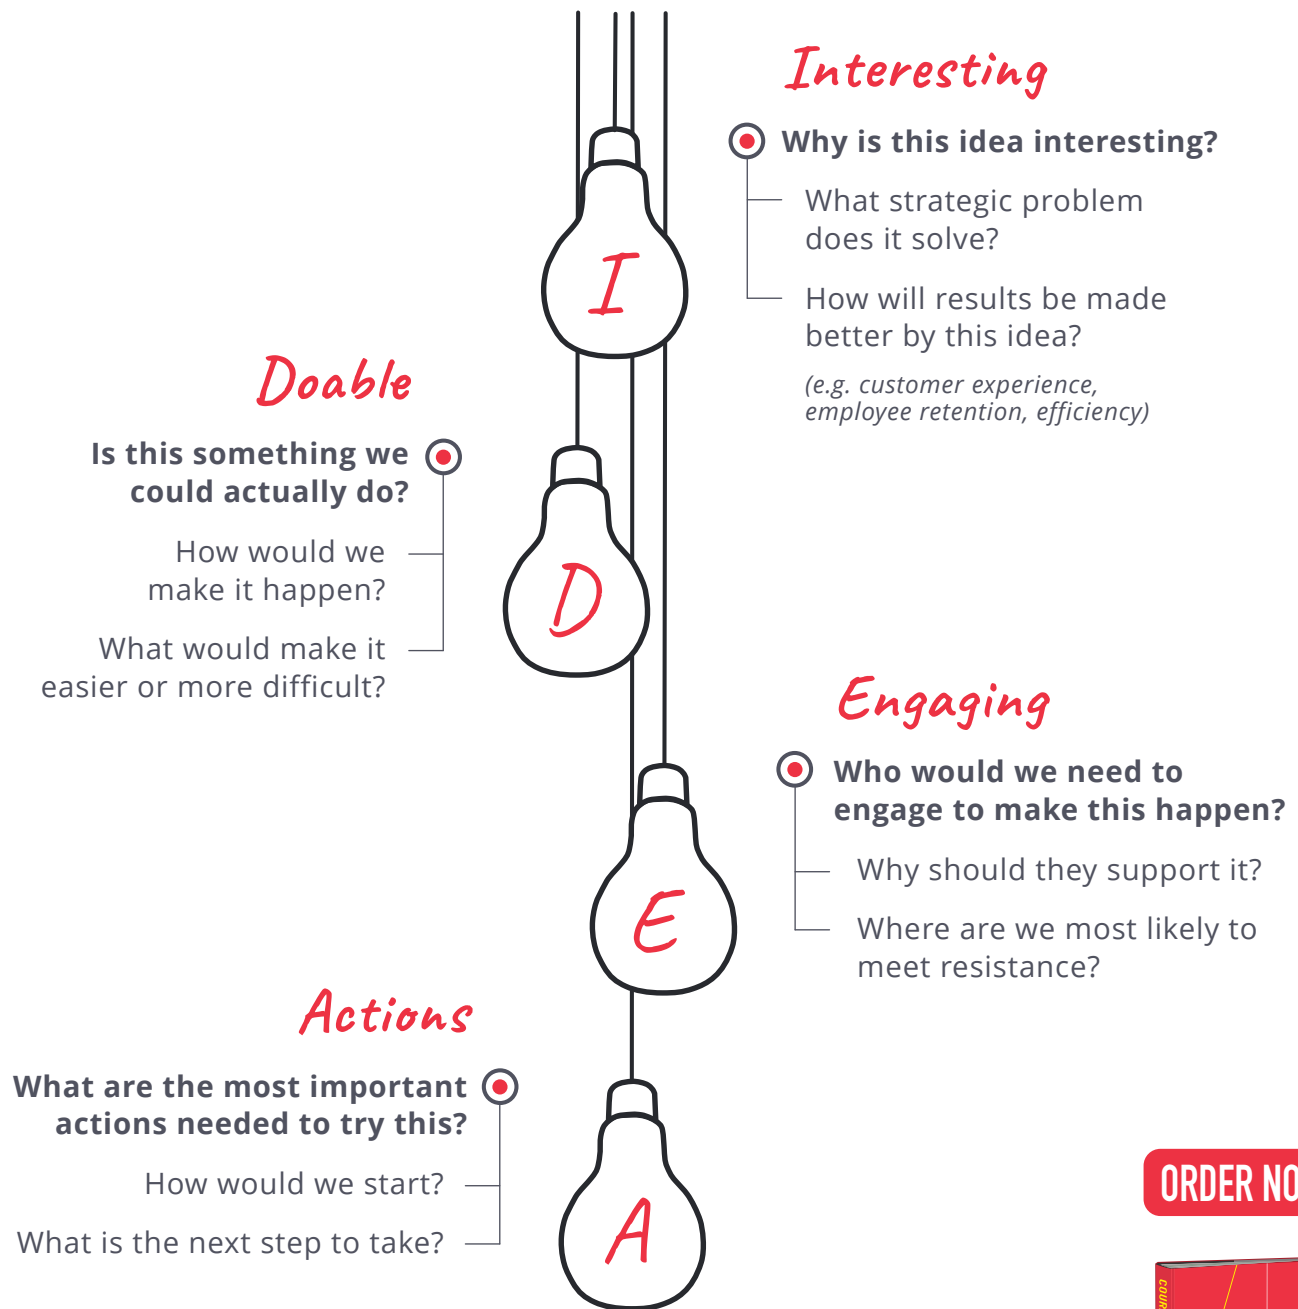 Interesting
Why is this idea interesting?
What strategic problem
does it solve?
How will results be made
better by this idea?
(e.g. customer experience,
employee retention, efficiency)
I
Doable
Is this something we
could actually do?
How would we
make it happen?
What would make it
easier or more difficult?
D
Engaging
Who would we need to
engage to make this happen?
Why should they support it?
Where are we most likely to
meet resistance?
E
Actions
What are the most important
actions needed to try this?
How would we start?
What is the next step to take?
A
ORDER NO
COUR